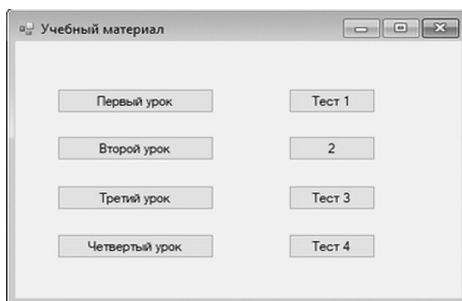 Учебный материал
Первый урок Тест 1
Второй урок 2
Третий урок Тест 3
Четвертый урок Тест 4